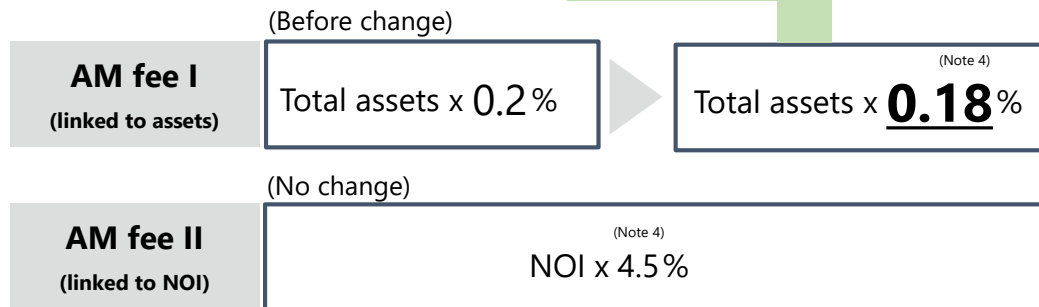 (Before change)
AM fee I
(linked to assets)
Total assets x 0.2%
(Note 4)
Total assets x 0.18%
(No change)
AM fee II
(linked to NOI)
(Note 4)
NOI x 4.5%